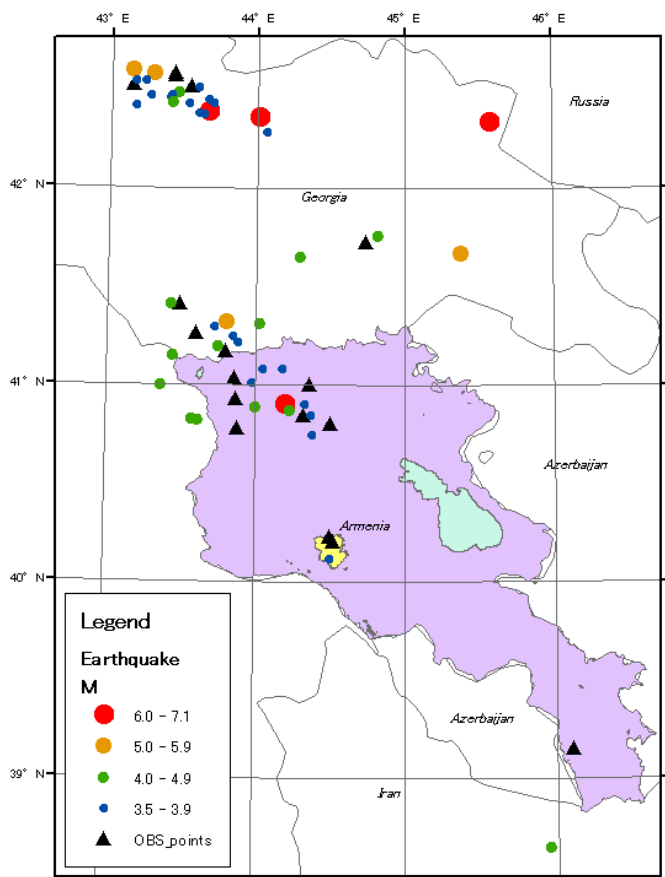 43° E
44° E
45° E
46° E
Russia
42° N
Georgia
41° N
Azerbaijan
Armenia
40° N
Legend
Earthquake
M
6.0 - 7.1
5.0 - 5.9
4.0 - 4.9
3.5 - 3.9
OBS_points
Azerbaijan
39° N
Iran